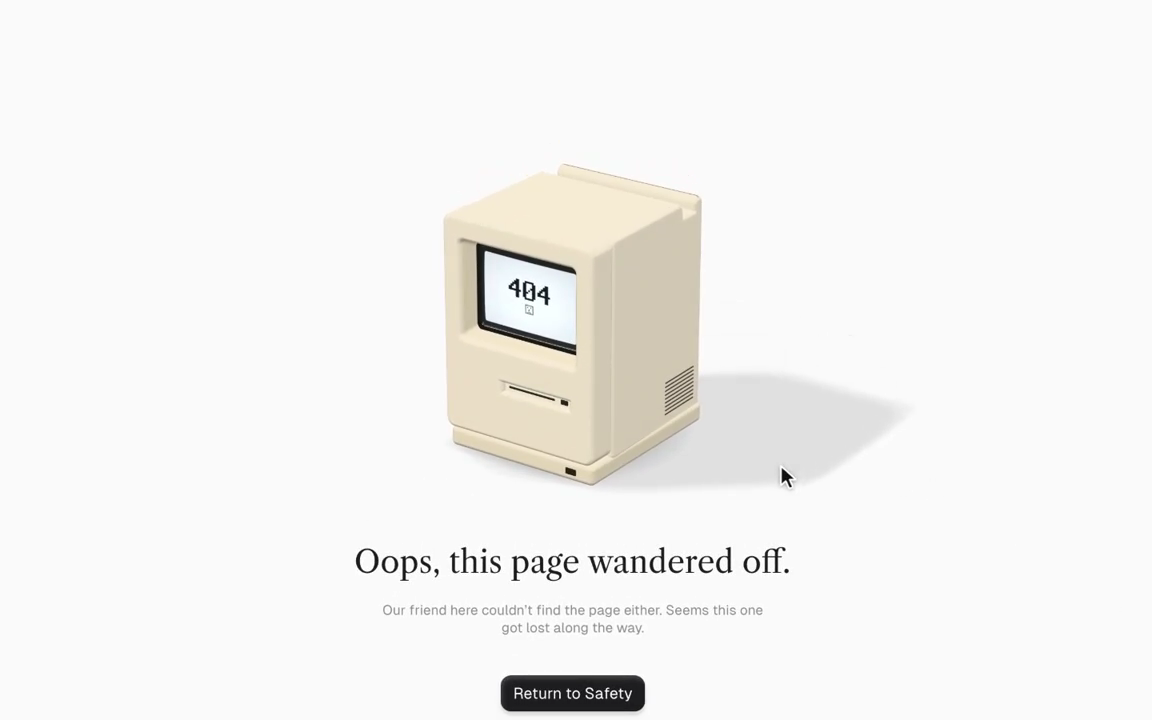 404
Oops, this page wandered off.
Our friend here couldn't find the page either. Seems this one
got lost along the way.
Return to Safety